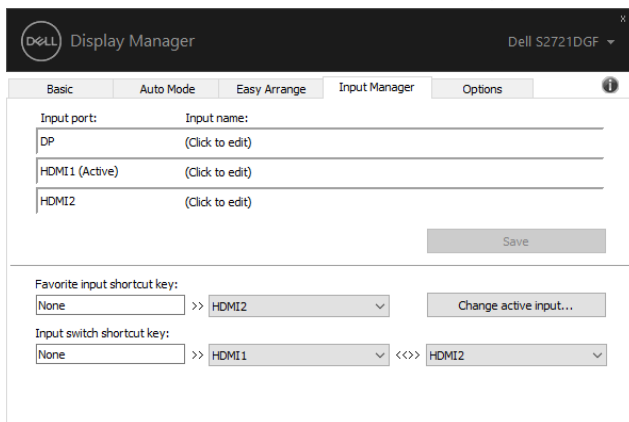 x
DELL Display Manager Dell S2721DGF
Basic Auto Mode Easy Arrange Input Manager Options i
Input port: Input name:
DP (Click to edit)
HDMI1 (Active) (Click to edit)
HDMI2 (Click to edit)
Save
Favorite input shortcut key:
None >> HDMI2 Change active input...
Input switch shortcut key:
None >> HDMI1 <<>> HDMI2